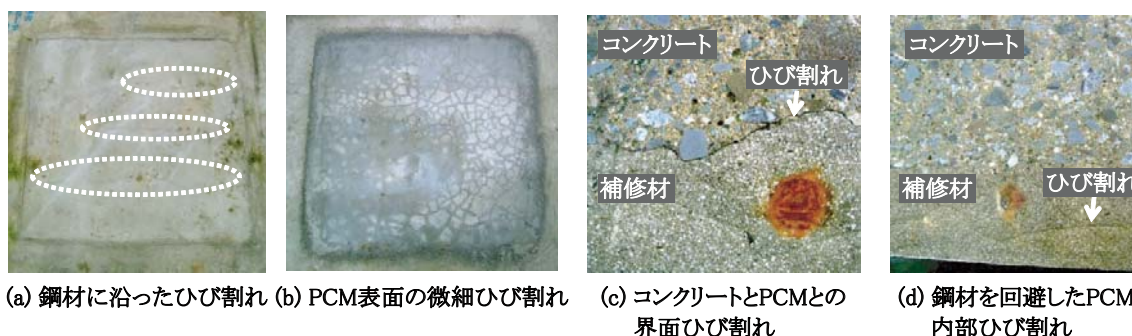 コンクリート
ひび割れ
補修材
コンクリート
補修材
ひび割れ
(a) 鋼材に沿ったひび割れ
(b) PCM表面の微細ひび割れ
(c) コンクリートとPCMとの
界面ひび割れ
(d) 鋼材を回避したPCM
内部ひび割れ